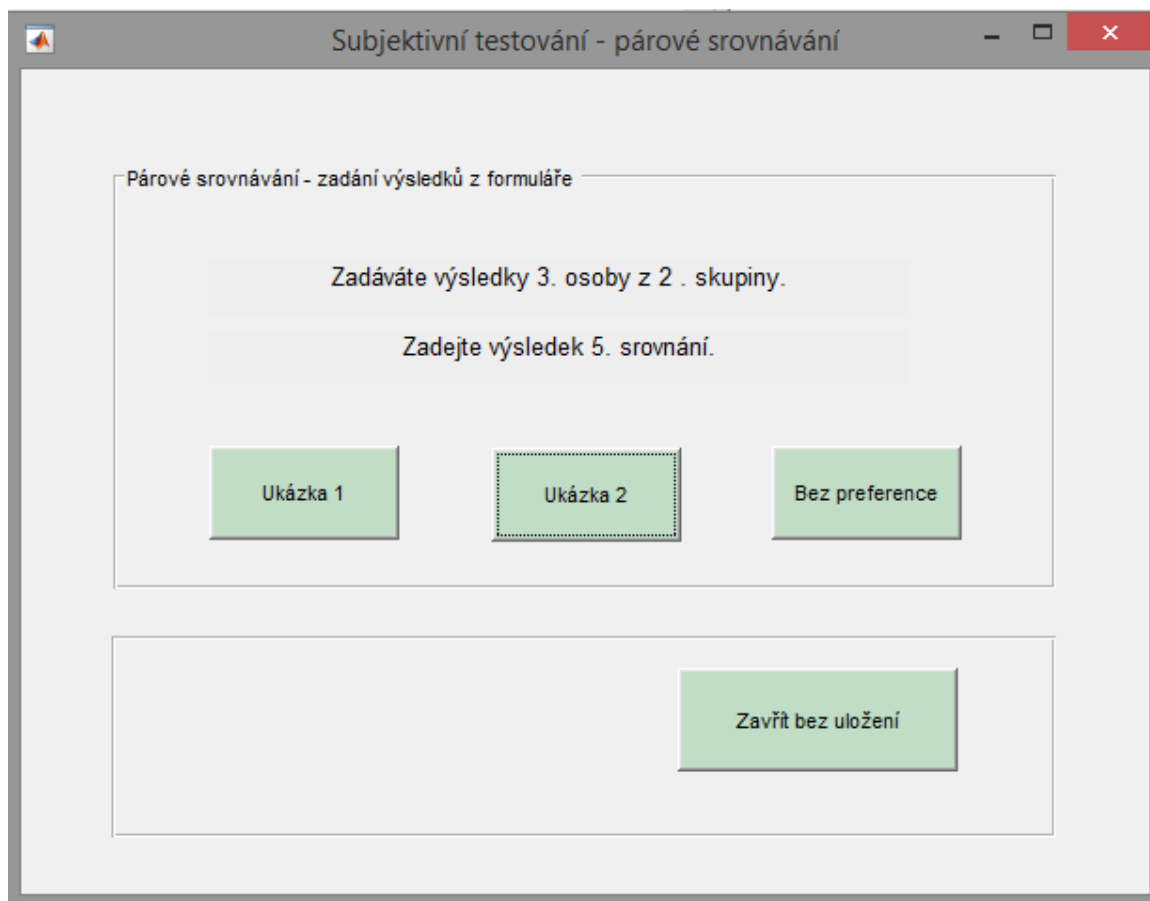 Subjektivní testování - párové srovnávání
Párové srovnávání - zadání výsledků z formuláře
Zadáváte výsledky 3. osoby z 2 . skupiny.
Zadejte výsledek 5. srovnání.
Ukázka 1
Ukázka 2
Bez preference
Zavřít bez uložení